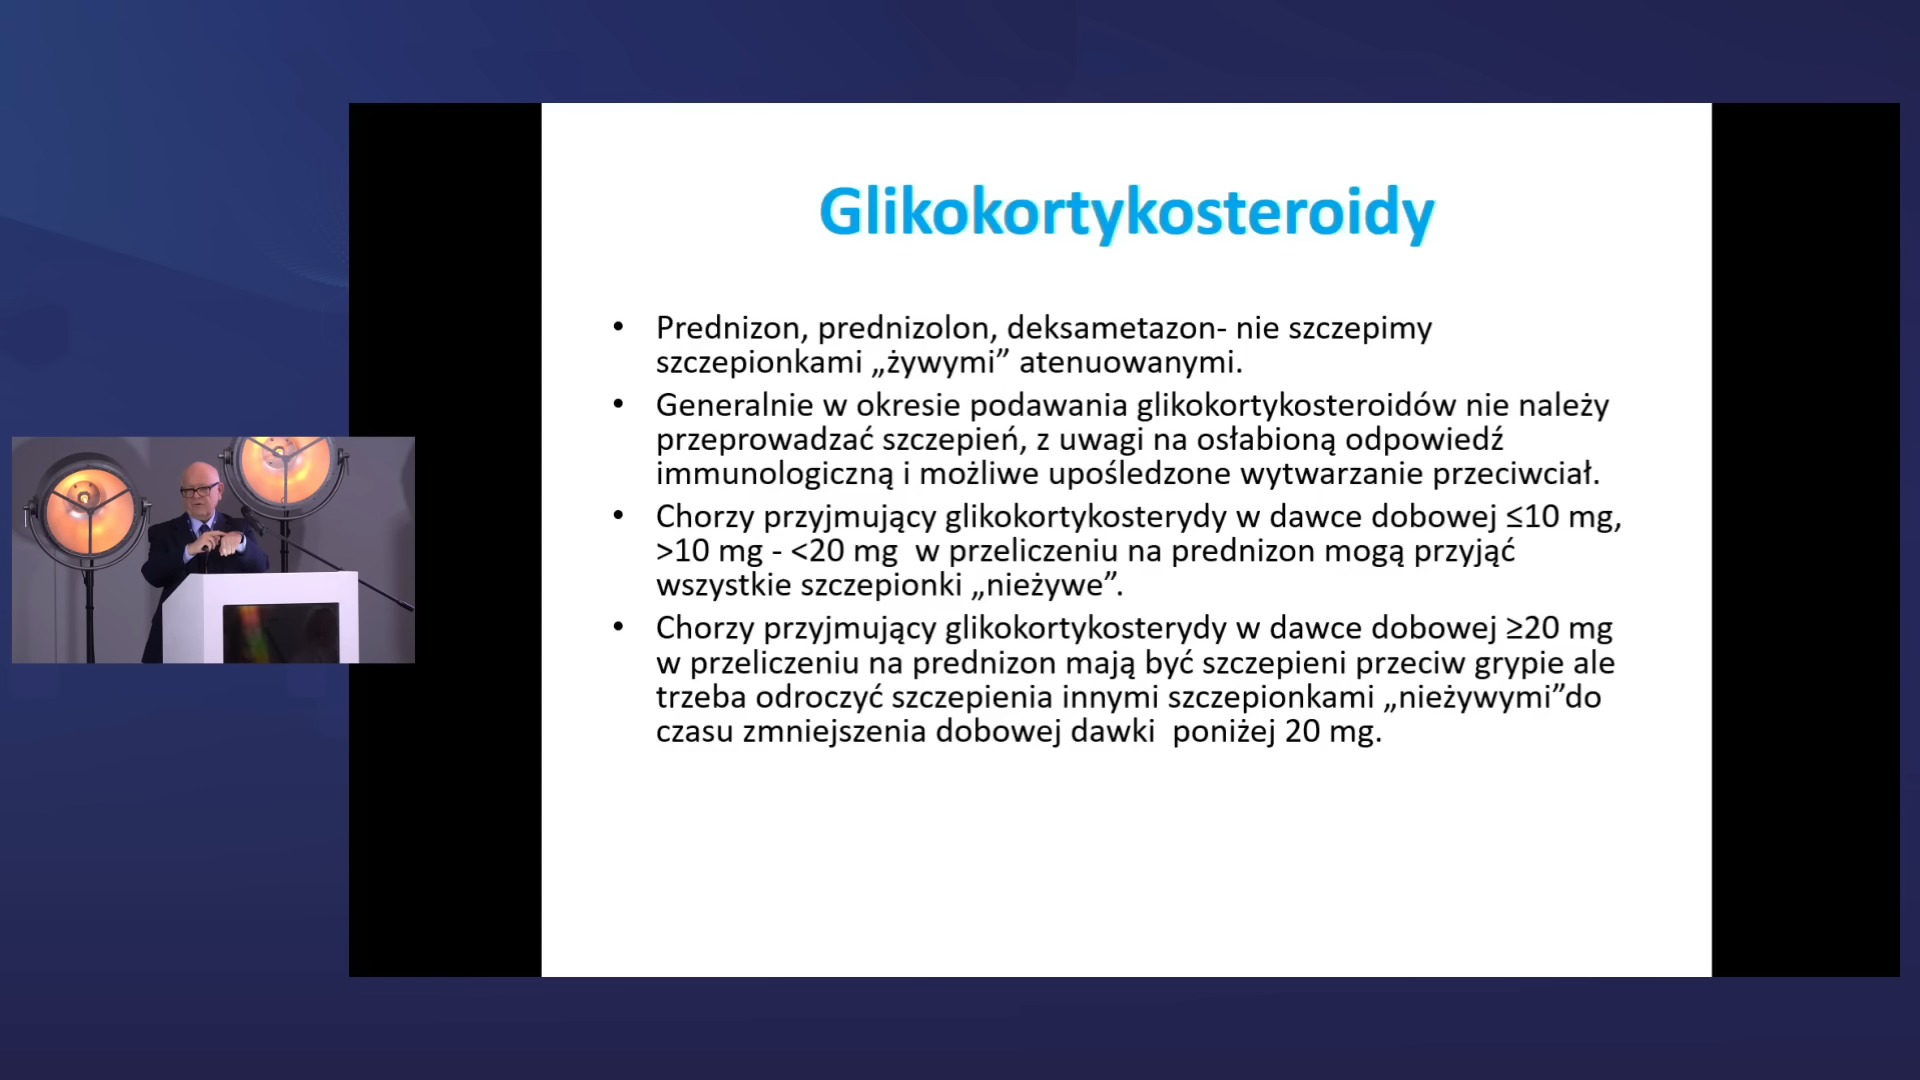 Glikokortykosteroidy
• Prednizon, prednizolon, deksametazon- nie szczepimy
szczepionkami „żywymi” atenuowanymi.
• Generalnie w okresie podawania glikokortykosteroidów nie należy
przeprowadzać szczepień, z uwagi na osłabioną odpowiedź
immunologiczną i możliwe upośledzone wytwarzanie przeciwciał.
• Chorzy przyjmujący glikokortykosterydy w dawce dobowej ≤10 mg,
>10 mg - <20 mg  w przeliczeniu na prednizon mogą przyjąć
wszystkie szczepionki „nieżywe”.
• Chorzy przyjmujący glikokortykosterydy w dawce dobowej ≥20 mg
w przeliczeniu na prednizon mają być szczepieni przeciw grypie ale
trzeba odroczyć szczepienia innymi szczepionkami „nieżywymi”do
czasu zmniejszenia dobowej dawki  poniżej 20 mg.